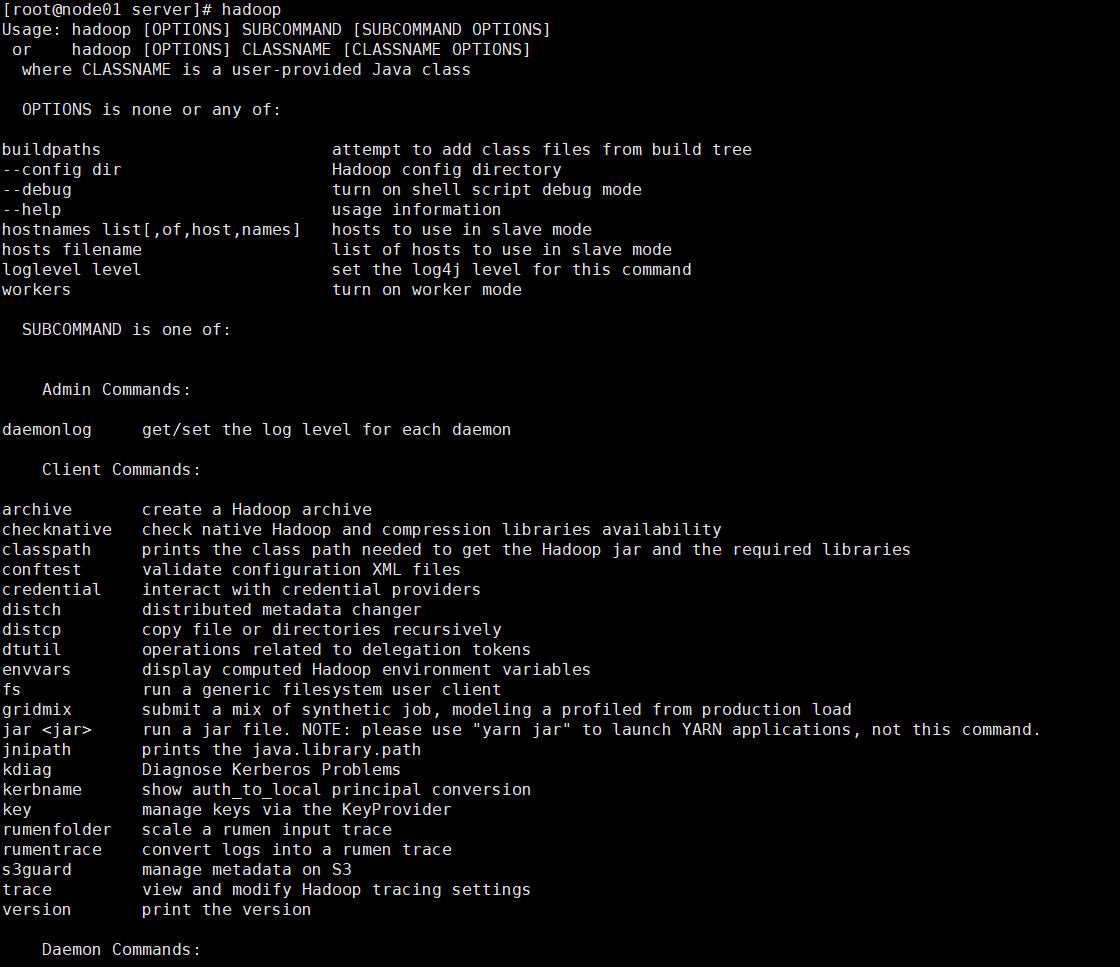 [root@node01 server]# hadoop
Usage: hadoop [OPTIONS] SUBCOMMAND [SUBCOMMAND OPTIONS]
 or    hadoop [OPTIONS] CLASSNAME [CLASSNAME OPTIONS]
  where CLASSNAME is a user-provided Java class

  OPTIONS is none or any of:

buildpaths                       attempt to add class files from build tree
--config dir                     Hadoop config directory
--debug                          turn on shell script debug mode
--help                           usage information
hostnames list[,of,host,names]   hosts to use in slave mode
hosts filename                   list of hosts to use in slave mode
loglevel level                   set the log4j level for this command
workers                          turn on worker mode

  SUBCOMMAND is one of:


    Admin Commands:

daemonlog     get/set the log level for each daemon

    Client Commands:

archive       create a Hadoop archive
checknative   check native Hadoop and compression libraries availability
classpath     prints the class path needed to get the Hadoop jar and the required libraries
conftest      validate configuration XML files
credential    interact with credential providers
distch        distributed metadata changer
distcp        copy file or directories recursively
dtutil        operations related to delegation tokens
envvars       display computed Hadoop environment variables
fs            run a generic filesystem user client
gridmix       submit a mix of synthetic job, modeling a profiled from production load
jar <jar>     run a jar file. NOTE: please use "yarn jar" to launch YARN applications, not this command.
jnipath       prints the java.library.path
kdiag         Diagnose Kerberos Problems
kerbname      show auth_to_local principal conversion
key           manage keys via the KeyProvider
rumenfolder   scale a rumen input trace
rumentrace    convert logs into a rumen trace
s3guard       manage metadata on S3
trace         view and modify Hadoop tracing settings
version       print the version

    Daemon Commands: